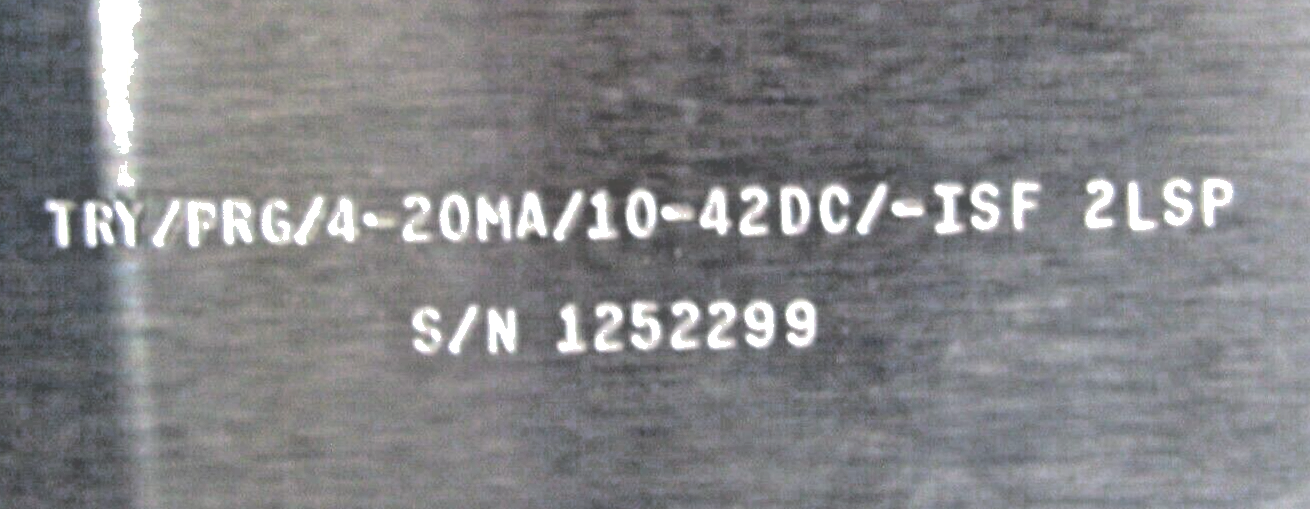 TRY/PRG/4-20MA/10-42DC/-ISF 2LSP
S/N 1252299